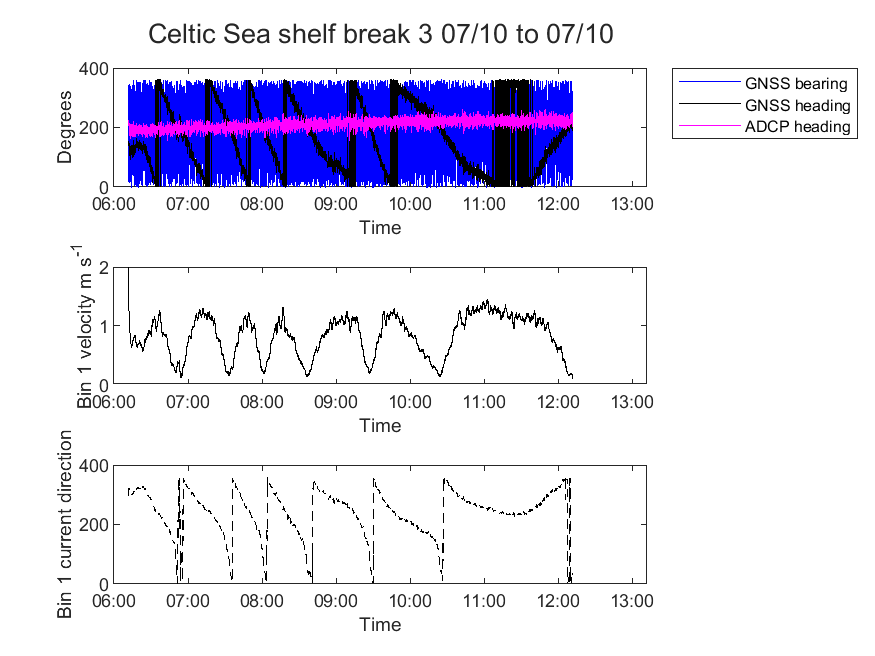 Celtic Sea shelf break 3 07/10 to 07/10
400
200
0
Degrees
06:00 07:00 08:00 09:00 10:00 11:00 12:00 13:00
Time
GNSS bearing
GNSS heading
ADCP heading
2
1
0
Bin 1 velocity m s-1
06:00 07:00 08:00 09:00 10:00 11:00 12:00 13:00
Time
400
200
0
Bin 1 current direction
06:00 07:00 08:00 09:00 10:00 11:00 12:00 13:00
Time